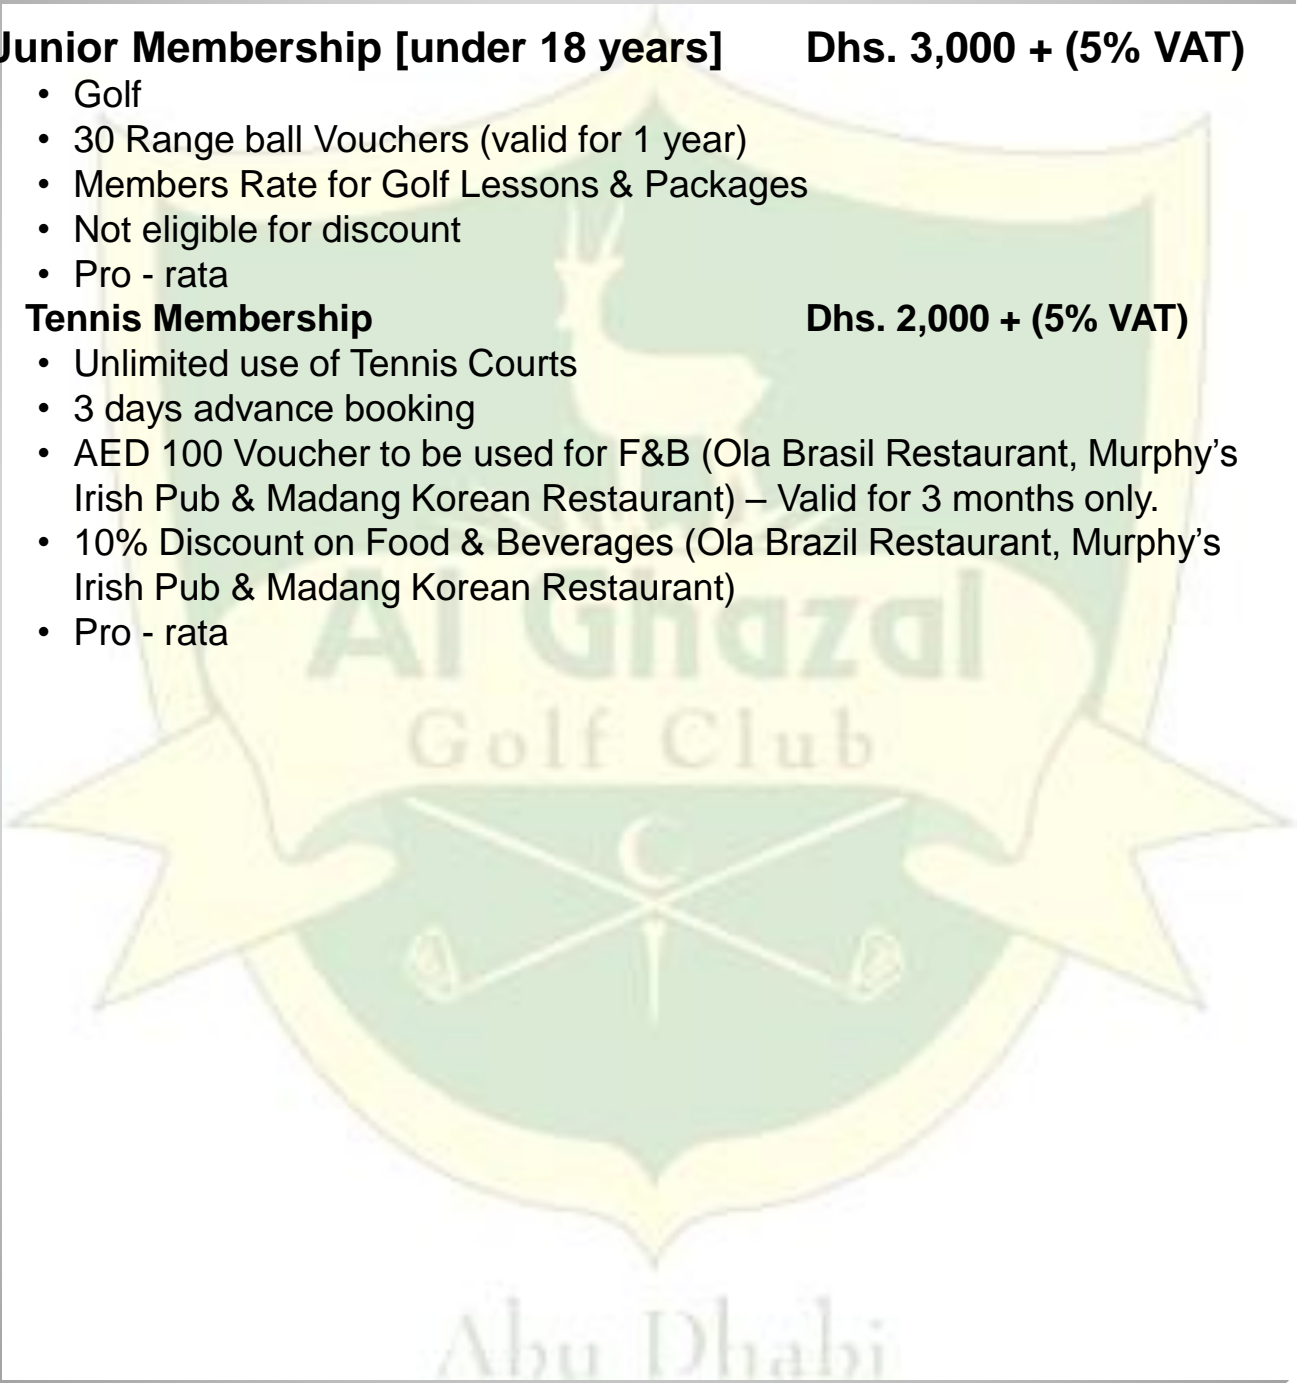 Junior Membership [under 18 years] Dhs. 3,000 + (5% VAT)
• Golf
• 30 Range ball Vouchers (valid for 1 year)
• Members Rate for Golf Lessons & Packages
• Not eligible for discount
• Pro - rata
Tennis Membership Dhs. 2,000 + (5% VAT)
• Unlimited use of Tennis Courts
• 3 days advance booking
• AED 100 Voucher to be used for F&B (Ola Brasil Restaurant, Murphy’s
Irish Pub & Madang Korean Restaurant) – Valid for 3 months only.
• 10% Discount on Food & Beverages (Ola Brazil Restaurant, Murphy’s
Irish Pub & Madang Korean Restaurant)
• Pro - rata
Al Ghazal
Golf Club
Abu Dhabi